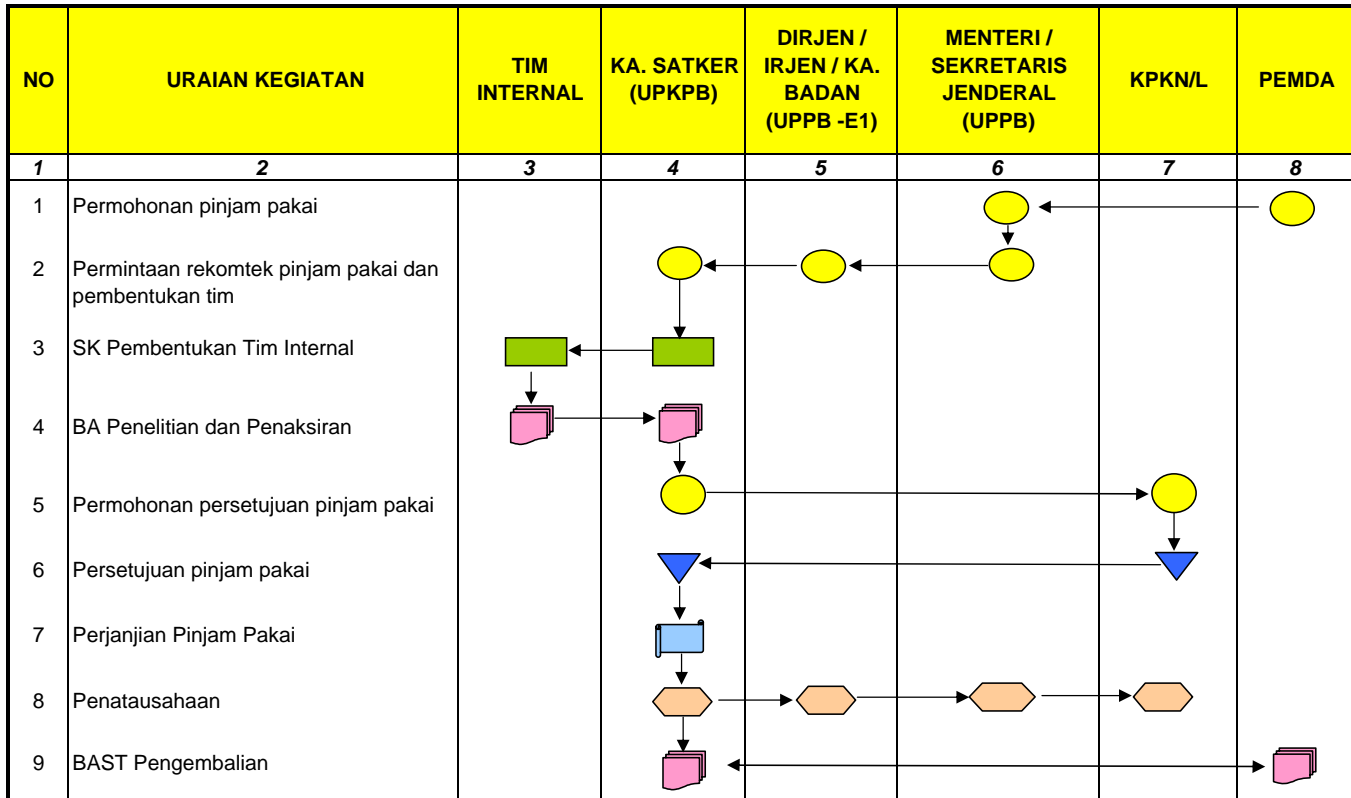 NO
URAIAN KEGIATAN
TIM
INTERNAL
KA. SATKER
(UPKPB)
DIRJEN /
IRJEN / KA.
BADAN
(UPPB -E1)
MENTERI /
SEKRETARIS
JENDERAL
(UPPB)
KPKN/L
PEMDA
1 2 3 4 5 6 7 8
1 Permohonan pinjam pakai
2 Permintaan rekomtek pinjam pakai dan
pembentukan tim
3 SK Pembentukan Tim Internal
4 BA Penelitian dan Penaksiran
5 Permohonan persetujuan pinjam pakai
6 Persetujuan pinjam pakai
7 Perjanjian Pinjam Pakai
8 Penatausahaan
9 BAST Pengembalian